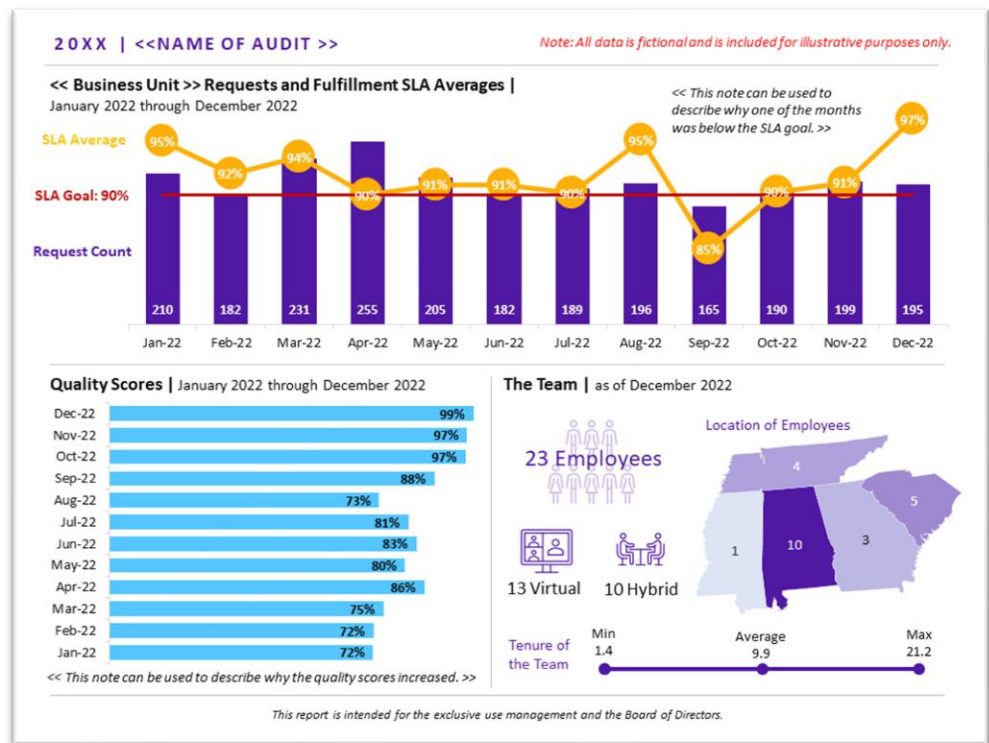 20XX | <<NAME OF AUDIT >>
Note: All data is fictional and is included for illustrative purposes only.
<< Business Unit >> Requests and Fulfillment SLA Averages |
January 2022 through December 2022
<< This note can be used to
describe why one of the months
was below the SLA goal. >>
SLA Average
SLA Goal: 90%
Request Count
95% 92% 94% 90% 91% 91% 90% 95% 85% 90% 91% 97%
210 182 231 255 205 182 189 196 165 190 199 195
Jan-22 Feb-22 Mar-22 Apr-22 May-22 Jun-22 Jul-22 Aug-22 Sep-22 Oct-22 Nov-22 Dec-22
Quality Scores | January 2022 through December 2022
Dec-22 99%
Nov-22 97%
Oct-22 97%
Sep-22 88%
Aug-22 73%
Jul-22 81%
Jun-22 83%
May-22 80%
Apr-22 86%
Mar-22 75%
Feb-22 72%
Jan-22 72%
<< This note can be used to describe why the quality scores increased. >>
The Team | as of December 2022
23 Employees
13 Virtual 10 Hybrid
Location of Employees
4
5
1 10 3
Tenure of
the Team
Min Average Max
1.4 9.9 21.2
This report is intended for the exclusive use management and the Board of Directors.